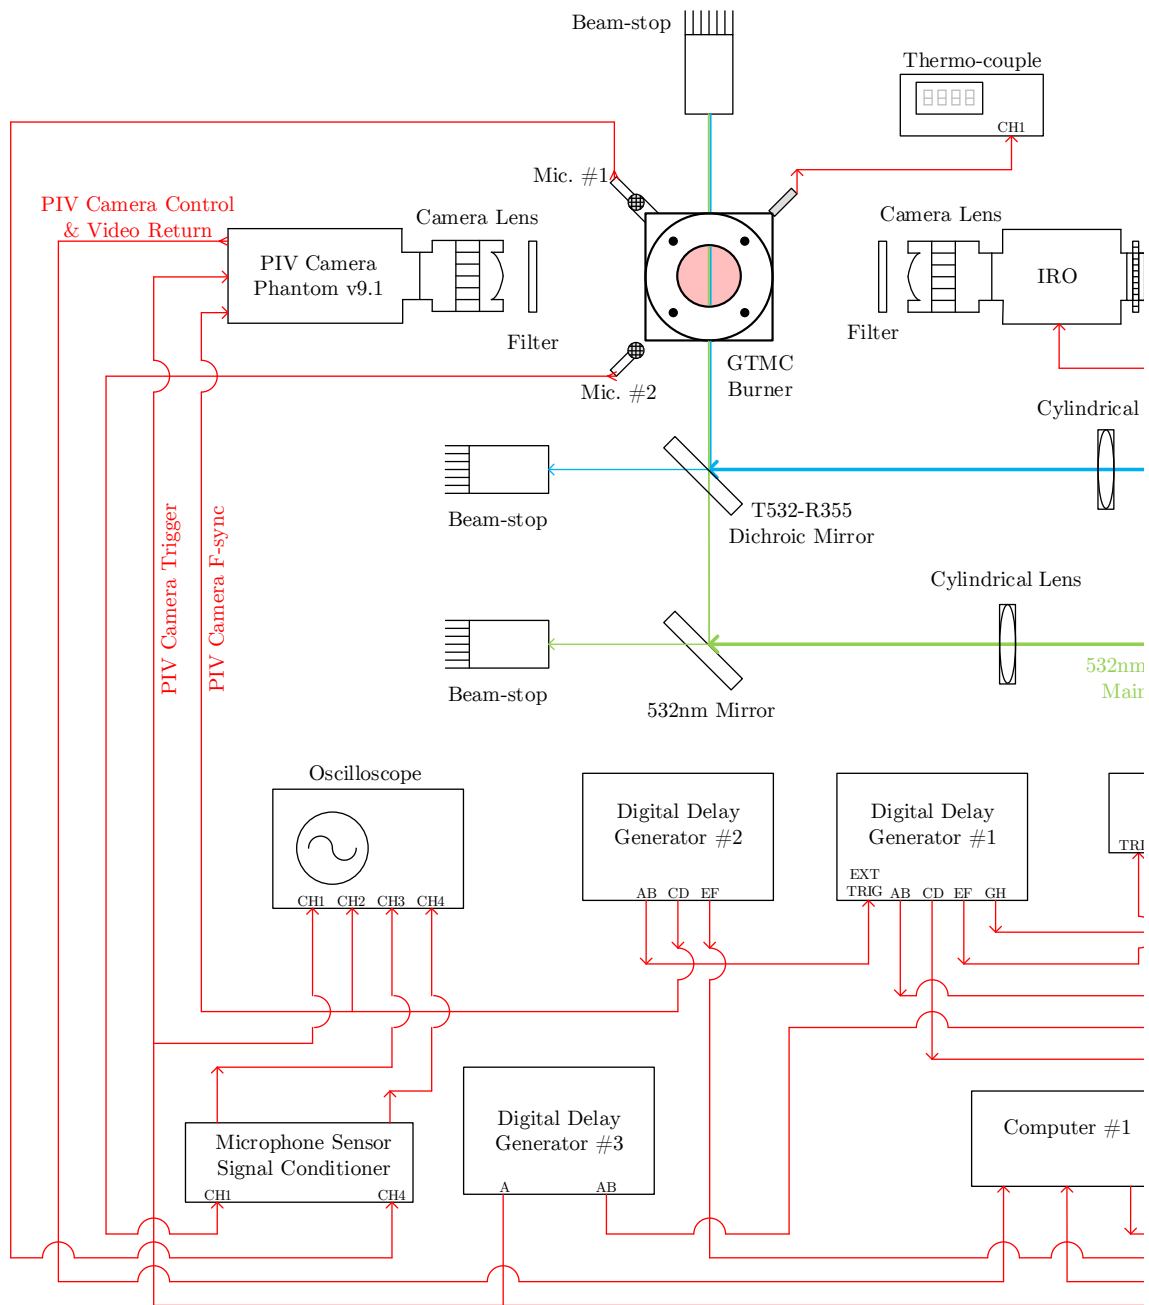 Beam-stop
Thermo-couple
CH1
Mic. #1
PIV Camera Control
& Video Return
Camera Lens
Camera Lens
PIV Camera
Phantom v9.1
IRO
Filter
Filter
GTMC
Burner
Mic. #2
Cylindrical
T532-R355
Dichroic Mirror
Beam-stop
PIV Camera Trigger
PIV Camera F-sync
Cylindrical Lens
532nm
Beam-stop
532nm Mirror
Oscilloscope
CH1 CH2 CH3 CH4
Digital Delay
Generator #2
AB CD EF
Digital Delay
Generator #1
EXT
TRIG AB CD EF GH
Computer #1
Digital Delay
Generator #3
A AB
Microphone Sensor
Signal Conditioner
CH1 CH4